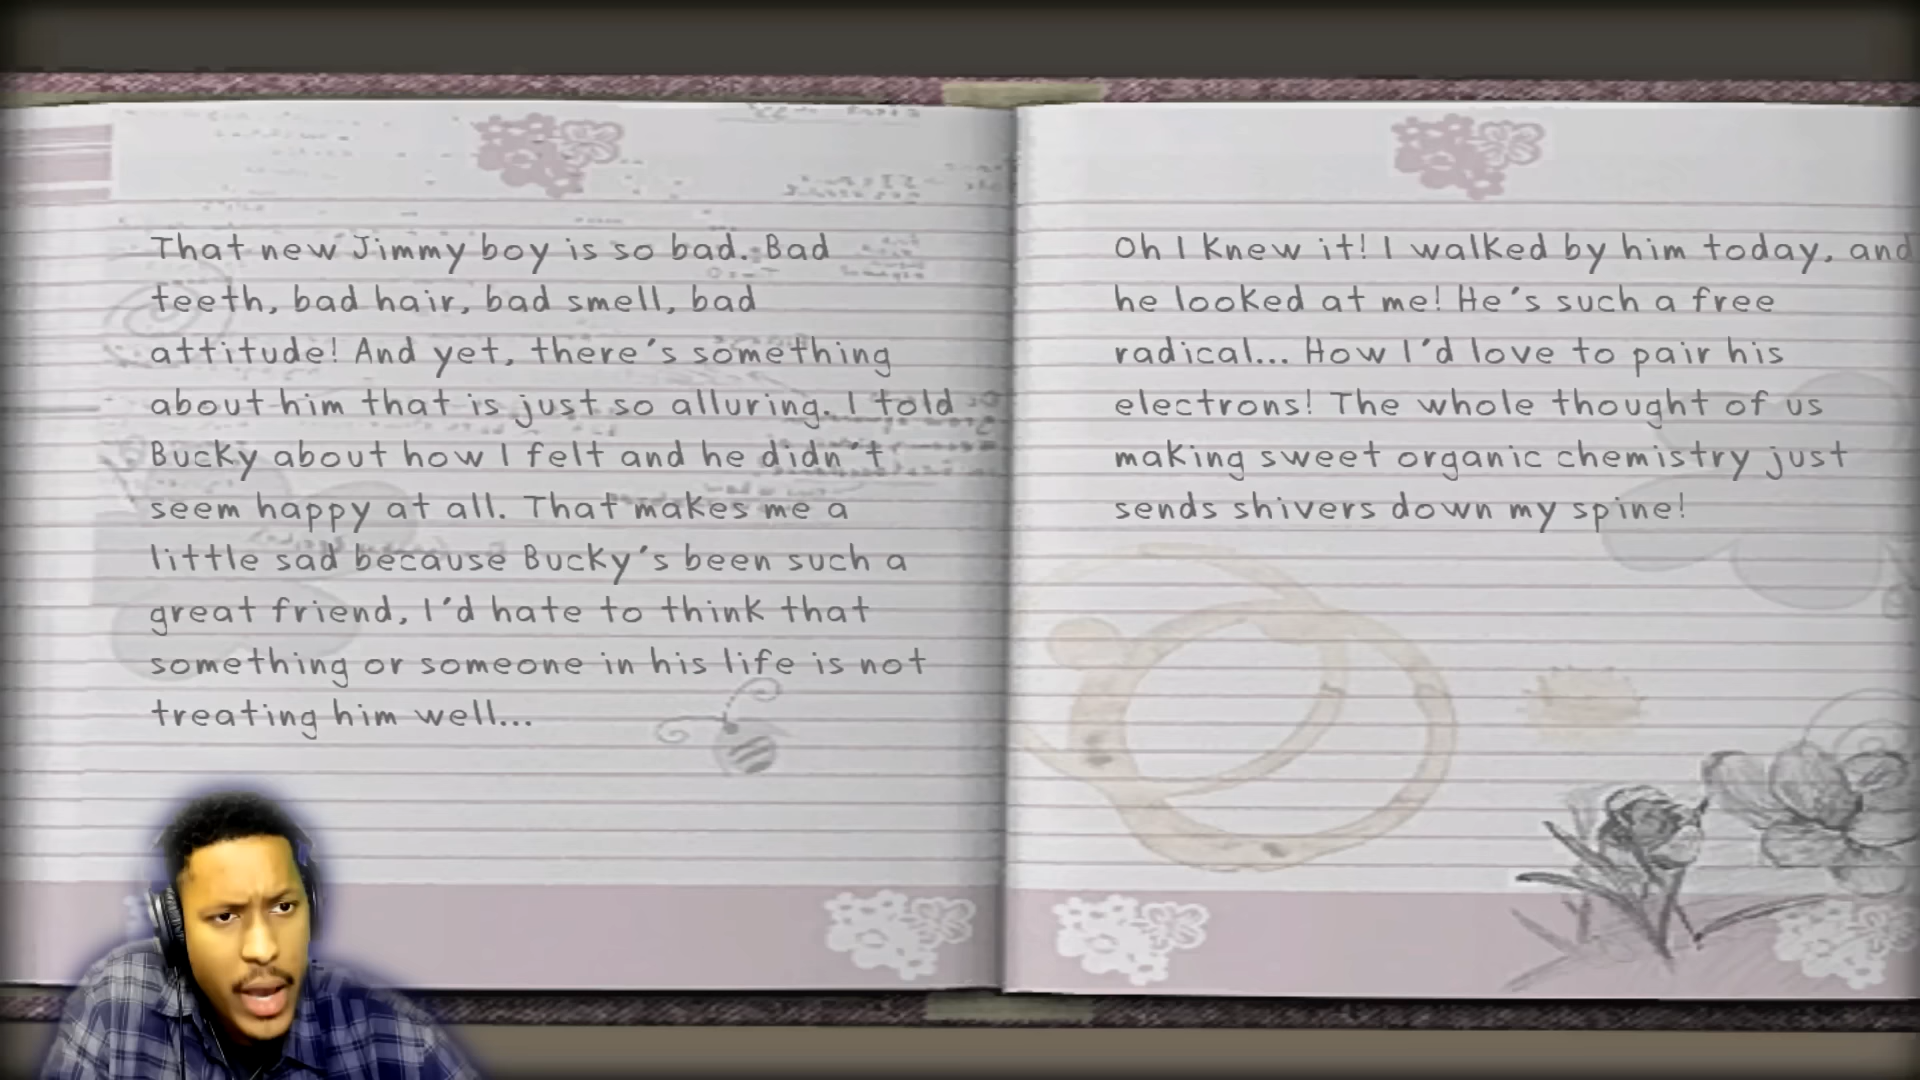 That new Jimmy boy is so bad. Bad
teeth, bad hair, bad smell, bad
attitude! And yet, there's something
about him that is just so alluring. I told
Bucky about how I felt and he didn't
seem happy at all. That makes me a
little sad because Bucky's been such a
great friend, I'd hate to think that
something or someone in his life is not
treating him well...
Oh I knew it! I walked by him today, and
he looked at me! He's such a free
radical... How I'd love to pair his
electrons! The whole thought of us
making sweet organic chemistry just
sends shivers down my spine!